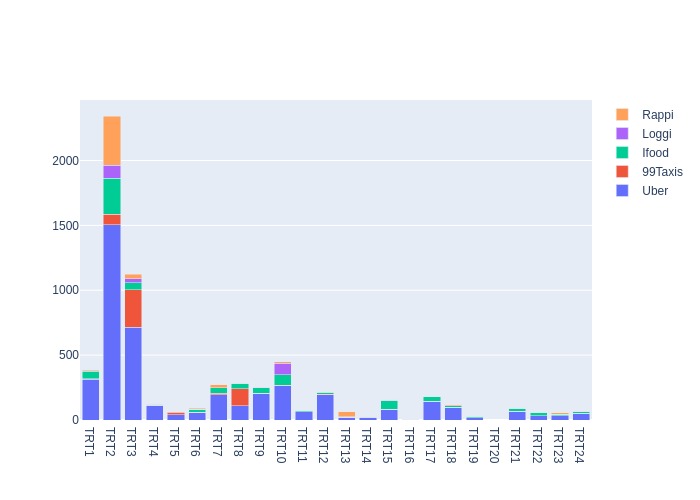 Rappi
Loggi
Ifood
99Taxis
Uber
2000
1500
1000
500
0
TRT1
TRT2
TRT3
TRT4
TRT5
TRT6
TRT7
TRT8
TRT9
TRT10
TRT11
TRT12
TRT13
TRT14
TRT15
TRT16
TRT17
TRT18
TRT19
TRT20
TRT21
TRT22
TRT23
TRT24